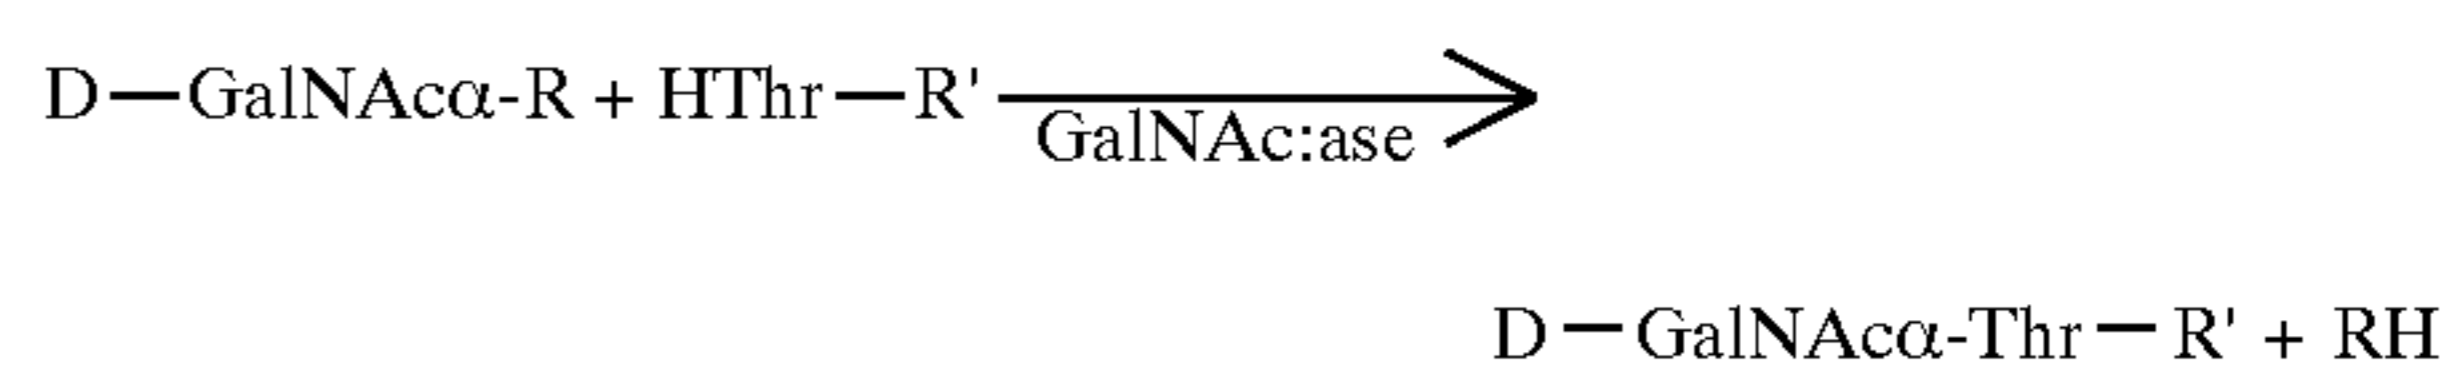 D—GalNAcα-R + HThr—R'
GalNAc:ase
D—GalNAcα-Thr—R' + RH